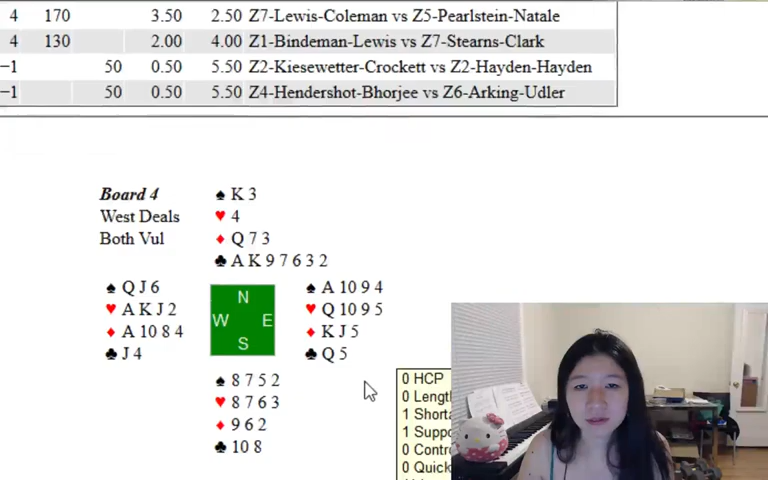 4 170 3.50 2.50 Z7-Lewis-Coleman vs Z5-Pearlstein-Natale
4 130 2.00 4.00 Z1-Bindeman-Lewis vs Z7-Stearns-Clark
−1 50 0.50 5.50 Z2-Kiesewetter-Crockett vs Z2-Hayden-Hayden
−1 50 0.50 5.50 Z4-Hendershot-Bhorjee vs Z6-Arking-Udler
Board 4 ♠ K 3
West Deals ♥ 4
Both Vul ♦ Q 7 3
♣ A K 9 7 6 3 2
♠ Q J 6 ♠ A 10 9 4
♥ A K J 2 ♥ Q 10 9 5
♦ A 10 8 4 ♦ K J 5
♣ J 4 ♣ Q 5
N
W E
S
♠ 8 7 5 2
♥ 8 7 6 3
♦ 9 6 2
♣ 10 8
0 HCP
0 Length
1 Shorta
1 Suppo
0 Contro
0 Quick